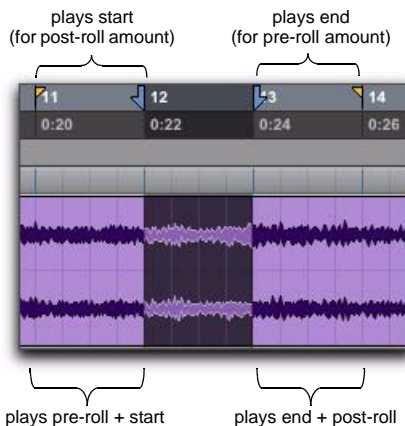 plays start
(for post-roll amount)
plays end
(for pre-roll amount)
11 12 13 14
0:20 0:22 0:24 0:26
plays pre-roll + start
plays end + post-roll